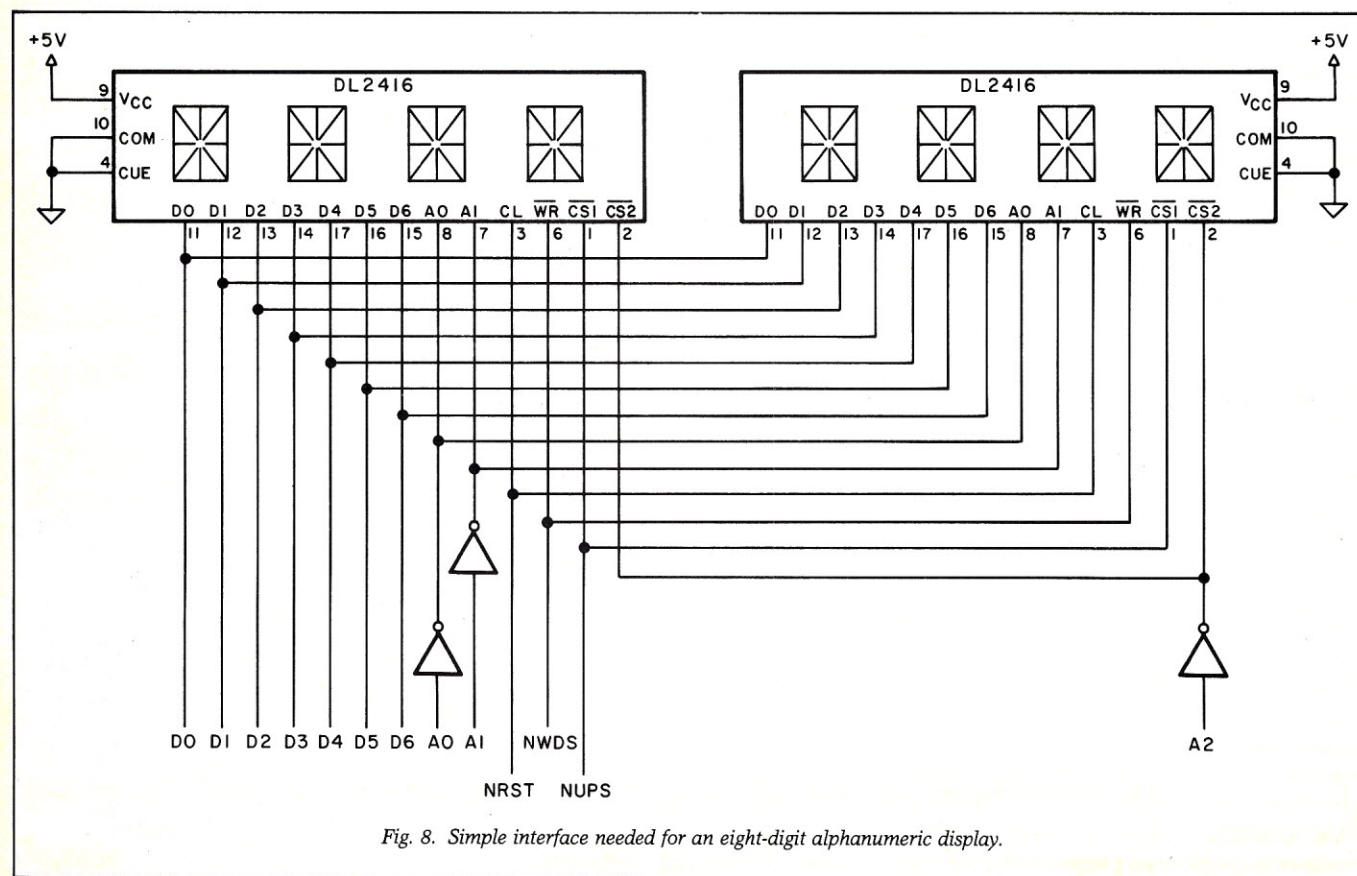 +5V +5V
DL2416 DL2416
9 VCC VCC 9
10 COM COM 10
4 CUE CUE 4
D0 D1 D2 D3 D4 D5 D6 A0 A1 CL WR CS1 CS2 D0 D1 D2 D3 D4 D5 D6 A0 A1 CL WR CS1 CS2
11 12 13 14 17 16 15 8 7 3 6 1 2 11 12 13 14 17 16 15 8 7 3 6 1 2
D0 D1 D2 D3 D4 D5 D6 A0 A1 NWDS A2
NRST NUPS
Fig. 8. Simple interface needed for an eight-digit alphanumeric display.